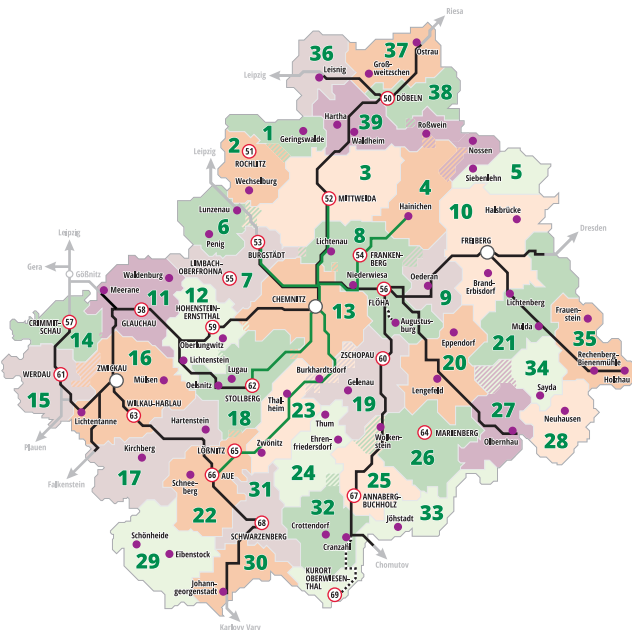 Riesa
36
37
Ostrau
Groß-
weitzschen
Leisnig
Leipzig
38
50
DÖBELN
Hartha
39
Waldheim
Roßwein
Nossen
Siebenlehn
5
1
2
Geringswalde
51
ROCHLITZ
Leipzig
Wechselburg
3
4
52
MITTWEIDA
Hainichen
10
Halsbrücke
Lunzenau
6
Penig
53
BURGSTÄDT
8
Lichtenau
54
FRANKEN-
BERG
FREIBERG
Dresden
Leipzig
Gera
Gößnitz
LIMBACH-
OBERFROHNA
55
7
Niederwiesa
Oederan
9
Brand-
Erbisdorf
Waldenburg
Meerane
11
12
HOHENSTEIN-
ERNSTTHAL
CHEMNITZ
13
56
FLÖHA
Lichtenberg
58
GLAUCHAU
59
Augustus-
burg
Mulda
Frauen-
stein
35
57
CRIMMIT-
SCHAU
14
Oberlungwitz
Eppendorf
21
Rechenberg-
Bienenmühle
16
Lichtenstein
ZSCHOPAU
60
20
34
Holzhau
WERDAU
61
ZWICKAU
Mülsen
Oelsnitz
Lugau
62
STOLLBERG
Burkhardtsdorf
Gelenau
Lengefeld
Sayda
15
Lichtentanne
WILKAU-HAßLAU
63
18
Thal-
heim
23
19
27
Neuhausen
Hartenstein
Thum
Wolken-
stein
64
MARIENBERG
Olbernhau
28
Plauen
Kirchberg
LÖßNITZ
65
Zwönitz
Ehren-
friedersdorf
26
Falkenstein
17
Schnee-
berg
66
AUE
31
24
25
22
67
ANNABERG-
BUCHHOLZ
33
32
68
SCHWARZENBERG
Crottendorf
Jöhstadt
Schönheide
Eibenstock
29
Cranzahl
30
Chomutov
Johann-
georgenstadt
KURORT
OBERWIESEN-
THAL
69
Karlovy Vary